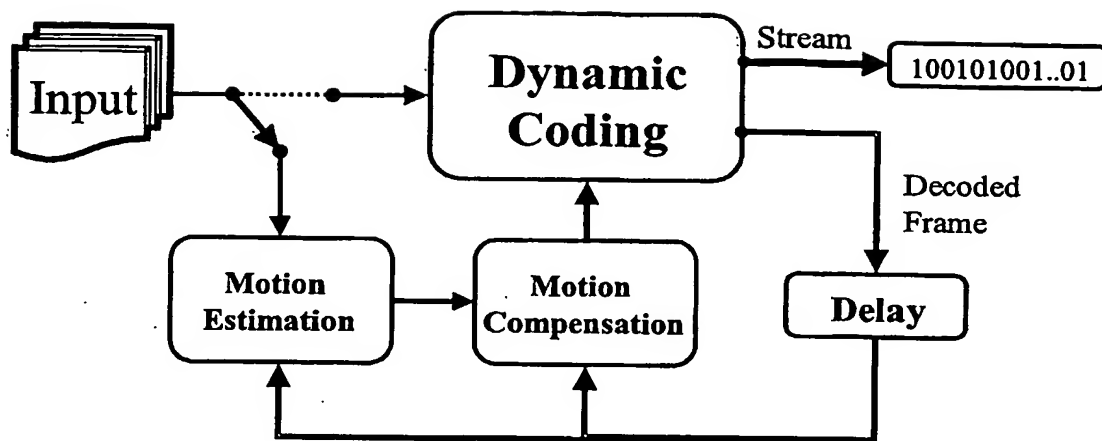 Input
Dynamic
Coding
Stream
100101001..01
Decoded
Frame
Motion
Estimation
Motion
Compensation
Delay